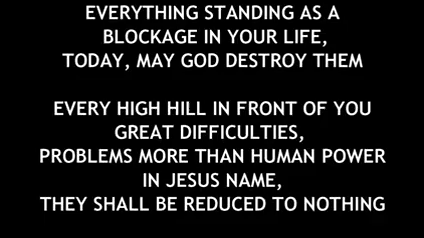 EVERYTHING STANDING AS A
BLOCKAGE IN YOUR LIFE,
TODAY, MAY GOD DESTROY THEM
EVERY HIGH HILL IN FRONT OF YOU
GREAT DIFFICULTIES,
PROBLEMS MORE THAN HUMAN POWER
IN JESUS NAME,
THEY SHALL BE REDUCED TO NOTHING